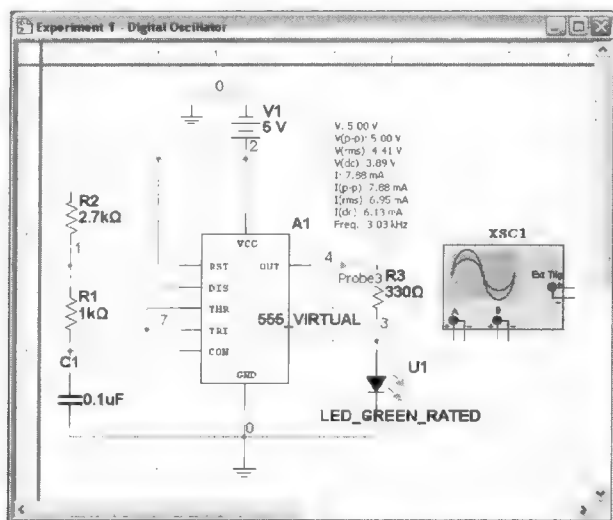 Experiment 1 - Digital Oscillator
0
V1
5 V
2
V: 5.00 V
V(p-p): 5.00 V
V(rms): 4.41 V
V(dc): 3.89 V
I: 7.88 mA
I(p-p): 7.88 mA
I(rms): 6.95 mA
I(dc): 6.13 mA
Freq.: 3.03 kHz
R2
2.7kΩ
1
A1
VCC
RST
OUT
4
DIS
THR
7
TRI
CON
GND
555_VIRTUAL
Probe3
R3
330Ω
3
XSC1
Ext Trig
A
B
R1
1kΩ
C1
0.1uF
U1
LED_GREEN_RATED
0